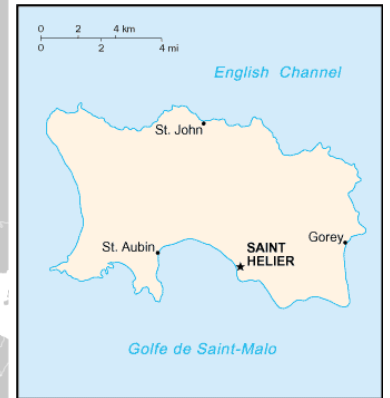 0 2 4 km
0 2 4 mi
English Channel
St. John
Gorey
St. Aubin
SAINT
HELIER
Golfe de Saint-Malo